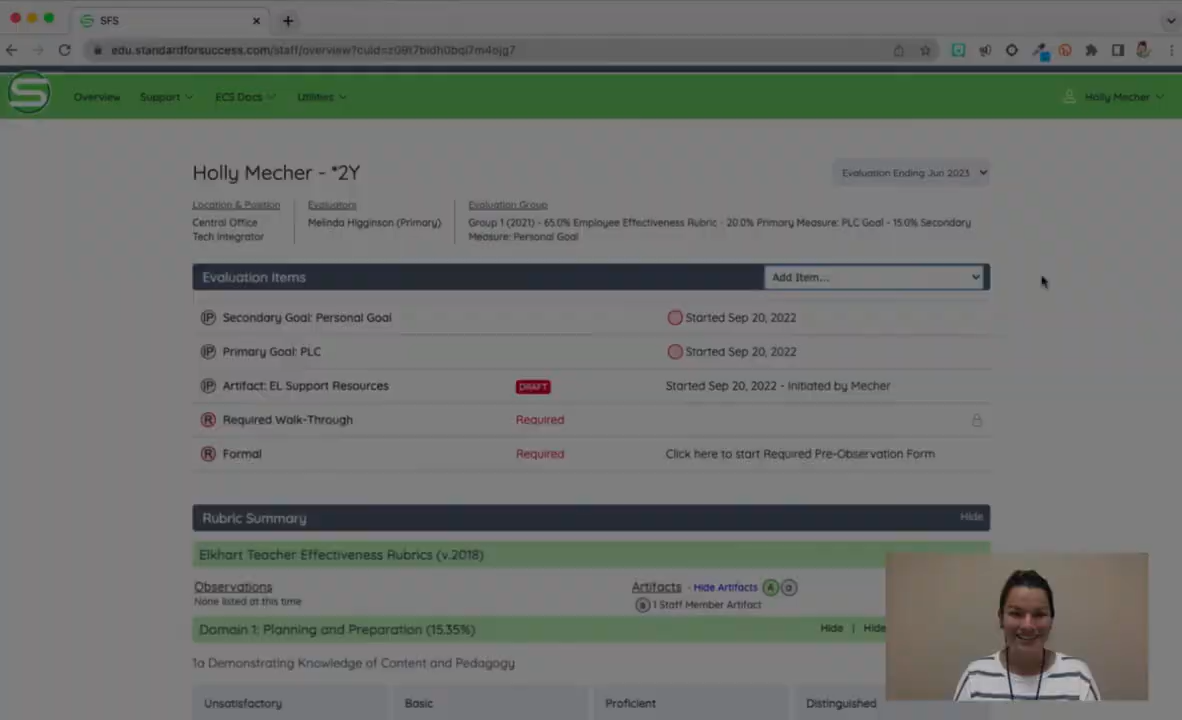 SFS
edu.standardforsuccess.com/staff/overview?cuid=
Overview Support ECS Docs Utilities Holly Mecher
Holly Mecher - *2Y
Evaluation Ending Jun 2023
Location & Position
Central Office
Tech Integrator
Evaluators
Melinda Higginson (Primary)
Evaluation Group
Group 1 (2021) - 65.0% Employee Effectiveness Rubric - 20.0% Primary Measure: PLC Goal - 15.0% Secondary
Measure: Personal Goal
Evaluation Items Add Item...
IP Secondary Goal: Personal Goal Started Sep 20, 2022
IP Primary Goal: PLC Started Sep 20, 2022
IP Artifact: EL Support Resources DRAFT Started Sep 20, 2022 - Initiated by Mecher
R Required Walk-Through Required
R Formal Required Click here to start Required Pre-Observation Form
Rubric Summary Hide
Elkhart Teacher Effectiveness Rubrics (v.2018)
Observations
None listed at this time
Artifacts - Hide Artifacts A
1 Staff Member Artifact
Domain 1: Planning and Preparation (15.35%) Hide | Hide
1a Demonstrating Knowledge of Content and Pedagogy
Unsatisfactory Basic Proficient Distinguished